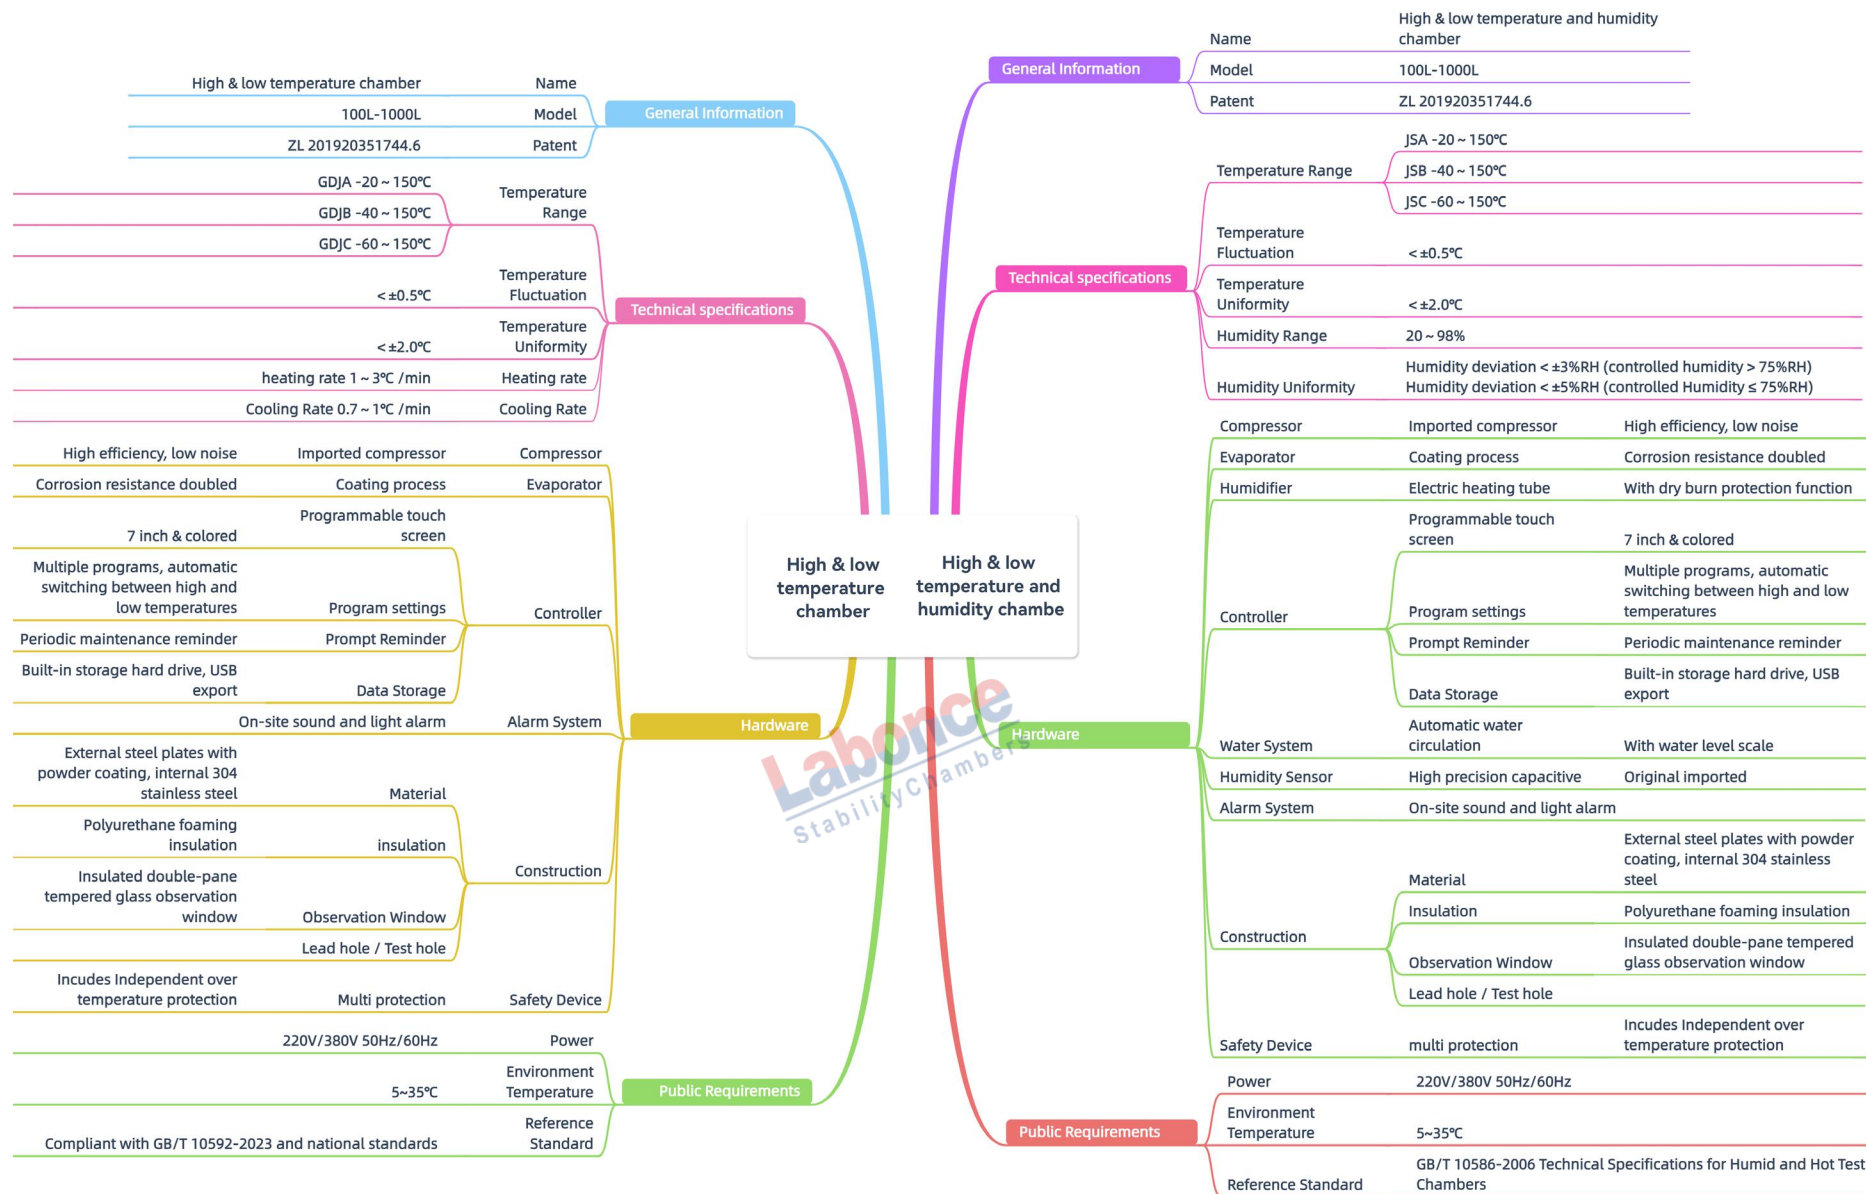 High & low temperature chamber
Name
100L-1000L
Model
ZL 201920351744.6
Patent
General Information
GDJA -20 ~ 150℃
GDJB -40 ~ 150℃
GDJC -60 ~ 150℃
Temperature
Range
< ±0.5℃
Temperature
Fluctuation
< ±2.0℃
Temperature
Uniformity
heating rate 1 ~ 3℃ /min
Heating rate
Cooling Rate 0.7 ~ 1℃ /min
Cooling Rate
Technical specifications
High efficiency, low noise
Imported compressor
Compressor
Corrosion resistance doubled
Coating process
Evaporator
7 inch & colored
Programmable touch
screen
Multiple programs, automatic
switching between high and
low temperatures
Program settings
Periodic maintenance reminder
Prompt Reminder
Built-in storage hard drive, USB
export
Data Storage
Controller
On-site sound and light alarm
Alarm System
External steel plates with
powder coating, internal 304
stainless steel
Material
Polyurethane foaming
insulation
insulation
Insulated double-pane
tempered glass observation
window
Observation Window
Lead hole / Test hole
Construction
Incudes Independent over
temperature protection
Multi protection
Safety Device
Hardware
220V/380V 50Hz/60Hz
Power
5~35℃
Environment
Temperature
Compliant with GB/T 10592-2023 and national standards
Reference
Standard
Public Requirements
High & low
temperature
chamber
High & low
temperature and
humidity chambe
Labonce
StabilityChambers
General Information
Name
High & low temperature and humidity
chamber
Model
100L-1000L
Patent
ZL 201920351744.6
Technical specifications
Temperature Range
JSA -20 ~ 150℃
JSB -40 ~ 150℃
JSC -60 ~ 150℃
Temperature
Fluctuation
< ±0.5℃
Temperature
Uniformity
< ±2.0℃
Humidity Range
20 ~ 98%
Humidity Uniformity
Humidity deviation < ±3%RH (controlled humidity > 75%RH)
Humidity deviation < ±5%RH (controlled Humidity ≤ 75%RH)
Hardware
Compressor
Imported compressor
High efficiency, low noise
Evaporator
Coating process
Corrosion resistance doubled
Humidifier
Electric heating tube
With dry burn protection function
Controller
Programmable touch
screen
7 inch & colored
Program settings
Multiple programs, automatic
switching between high and low
temperatures
Prompt Reminder
Periodic maintenance reminder
Data Storage
Built-in storage hard drive, USB
export
Water System
Automatic water
circulation
With water level scale
Humidity Sensor
High precision capacitive
Original imported
Alarm System
On-site sound and light alarm
Construction
Material
External steel plates with powder
coating, internal 304 stainless
steel
Insulation
Polyurethane foaming insulation
Observation Window
Insulated double-pane tempered
glass observation window
Lead hole / Test hole
Safety Device
multi protection
Incudes Independent over
temperature protection
Public Requirements
Power
220V/380V 50Hz/60Hz
Environment
Temperature
5~35℃
Reference Standard
GB/T 10586-2006 Technical Specifications for Humid and Hot Test
Chambers